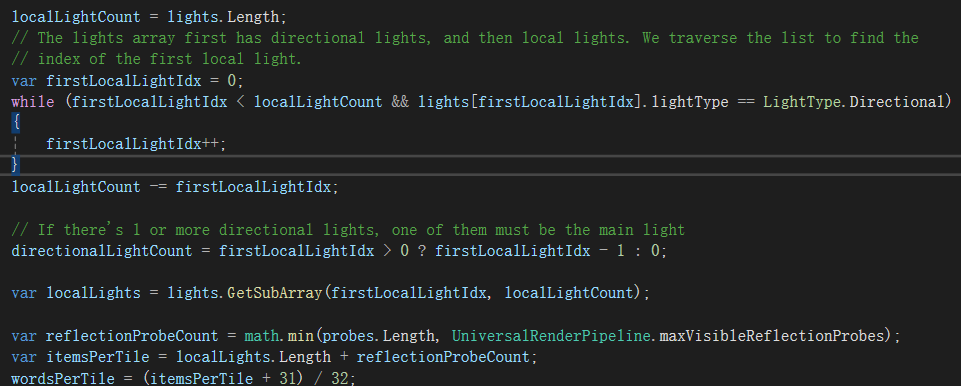 localLightCount = lights.Length;
// The lights array first has directional lights, and then local lights. We traverse the list to find the
// index of the first local light.
var firstLocalLightIdx = 0;
while (firstLocalLightIdx < localLightCount && lights[firstLocalLightIdx].lightType == LightType.Directional)
{
firstLocalLightIdx++;
}
localLightCount -= firstLocalLightIdx;
// If there's 1 or more directional lights, one of them must be the main light
directionalLightCount = firstLocalLightIdx > 0 ? firstLocalLightIdx - 1 : 0;
var localLights = lights.GetSubArray(firstLocalLightIdx, localLightCount);
var reflectionProbeCount = math.min(probes.Length, UniversalRenderPipeline.maxVisibleReflectionProbes);
var itemsPerTile = localLights.Length + reflectionProbeCount;
wordsPerTile = (itemsPerTile + 31) / 32;